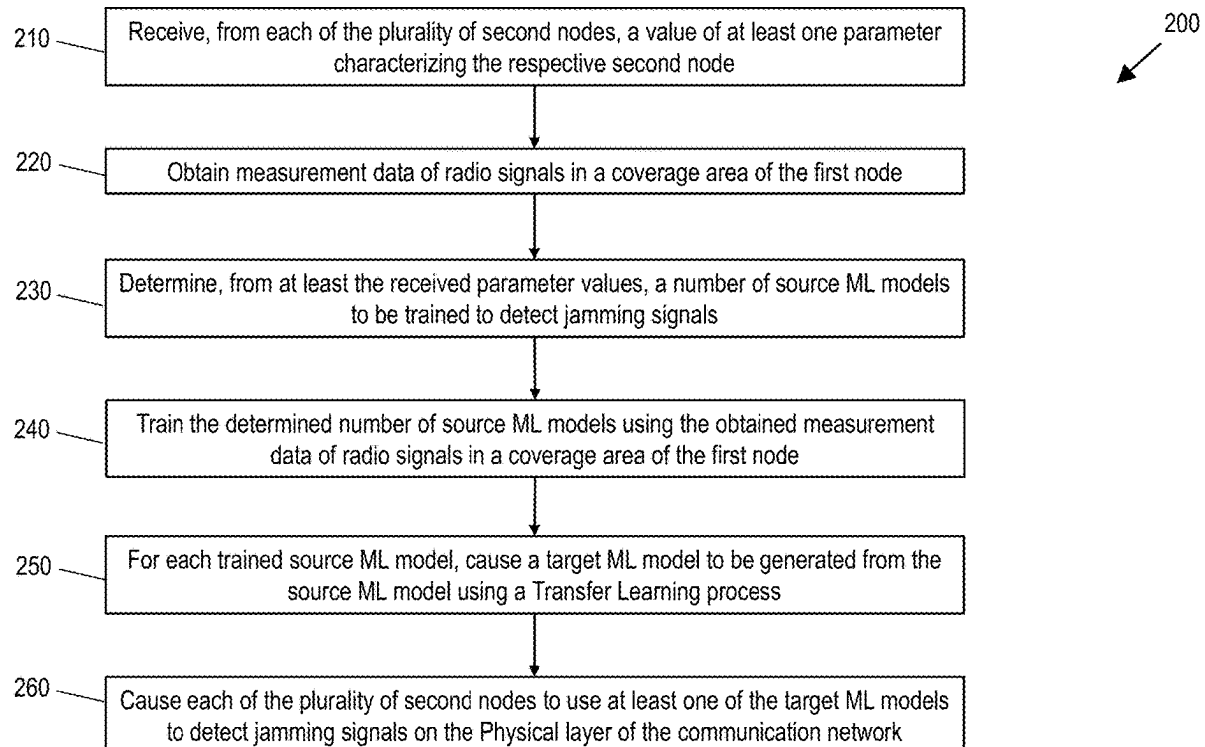 200
210
Receive, from each of the plurality of second nodes, a value of at least one parameter
characterizing the respective second node
220
Obtain measurement data of radio signals in a coverage area of the first node
230
Determine, from at least the received parameter values, a number of source ML models
to be trained to detect jamming signals
240
Train the determined number of source ML models using the obtained measurement
data of radio signals in a coverage area of the first node
250
For each trained source ML model, cause a target ML model to be generated from the
source ML model using a Transfer Learning process
260
Cause each of the plurality of second nodes to use at least one of the target ML models
to detect jamming signals on the Physical layer of the communication network